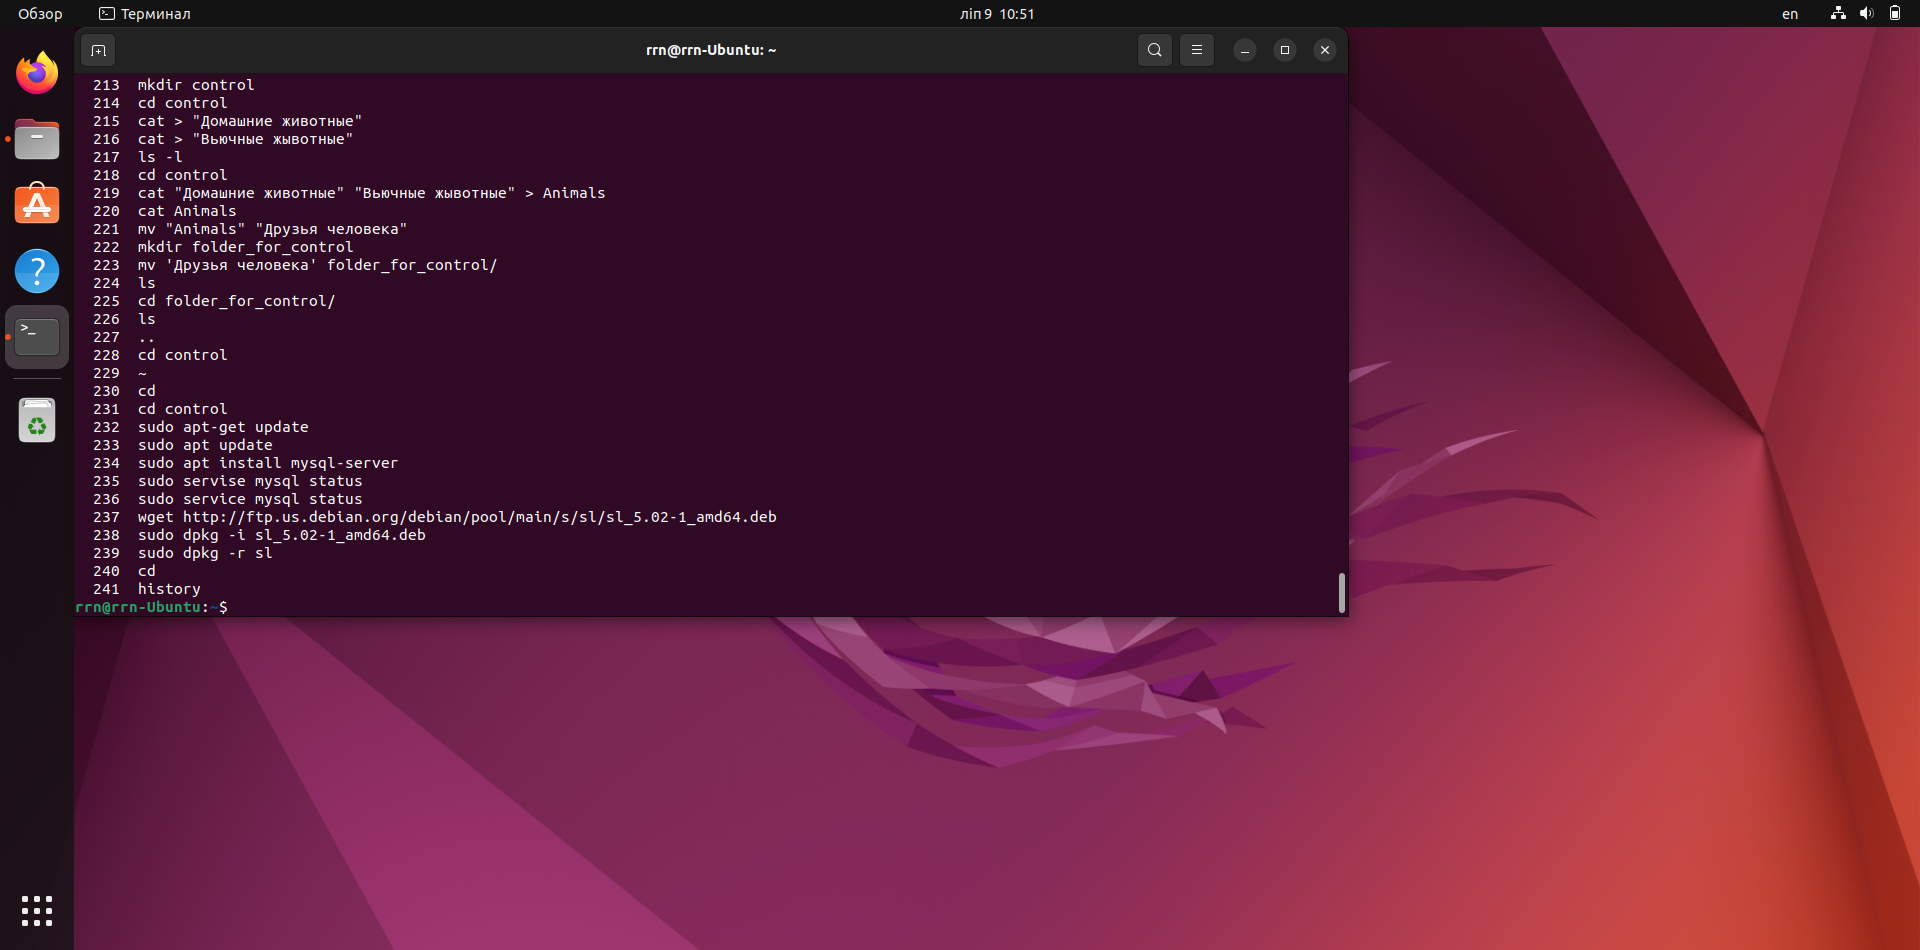 Обзор
Терминал
ліп 9 10:51
en
rrn@rrn-Ubuntu: ~
213 mkdir control
214 cd control
215 cat > "Домашние животные"
216 cat > "Вьючные жывотные"
217 ls -l
218 cd control
219 cat "Домашние животные" "Вьючные жывотные" > Animals
220 cat Animals
221 mv "Animals" "Друзья человека"
222 mkdir folder_for_control
223 mv 'Друзья человека' folder_for_control/
224 ls
225 cd folder_for_control/
226 ls
227 ..
228 cd control
229 ~
230 cd
231 cd control
232 sudo apt-get update
233 sudo apt update
234 sudo apt install mysql-server
235 sudo servise mysql status
236 sudo service mysql status
237 wget http://ftp.us.debian.org/debian/pool/main/s/sl/sl_5.02-1_amd64.deb
238 sudo dpkg -i sl_5.02-1_amd64.deb
239 sudo dpkg -r sl
240 cd
241 history
rrn@rrn-Ubuntu:~$